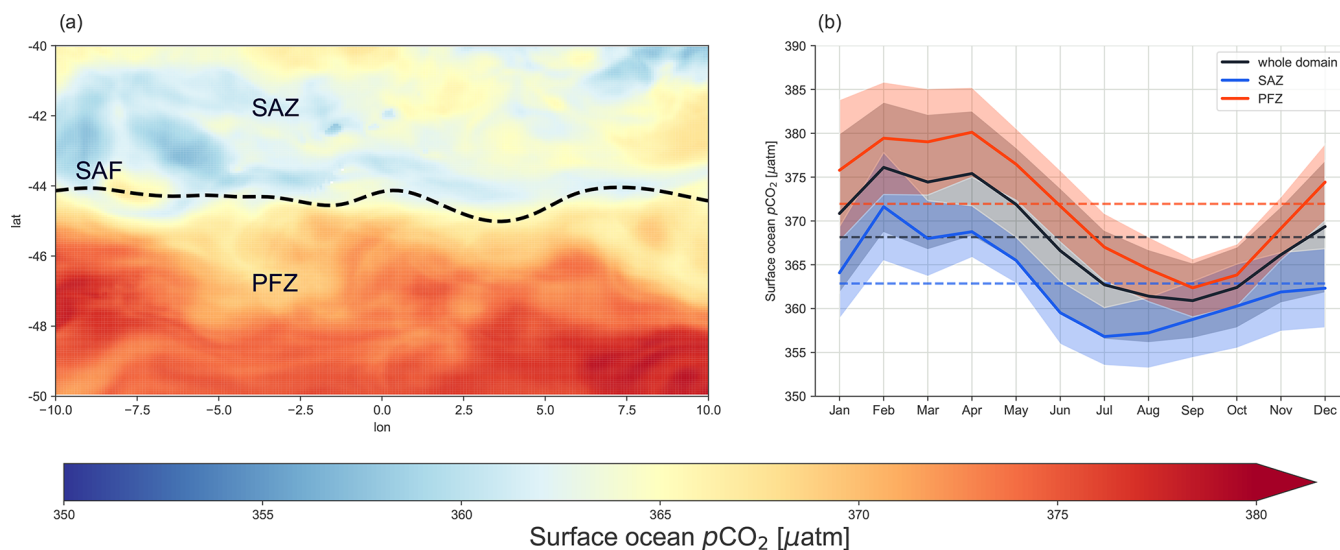 (a)
-40
-42
-44
-46
-48
-50
lat
SAZ
SAF
PFZ
−10.0 −7.5 −5.0 −2.5 0.0 2.5 5.0 7.5 10.0
lon
(b)
390
385
380
375
370
365
360
355
350
Surface ocean pCO₂ [μatm]
whole domain
SAZ
PFZ
Jan Feb Mar Apr May Jun Jul Aug Sep Oct Nov Dec
350 355 360 365 370 375 380
Surface ocean pCO₂ [μatm]